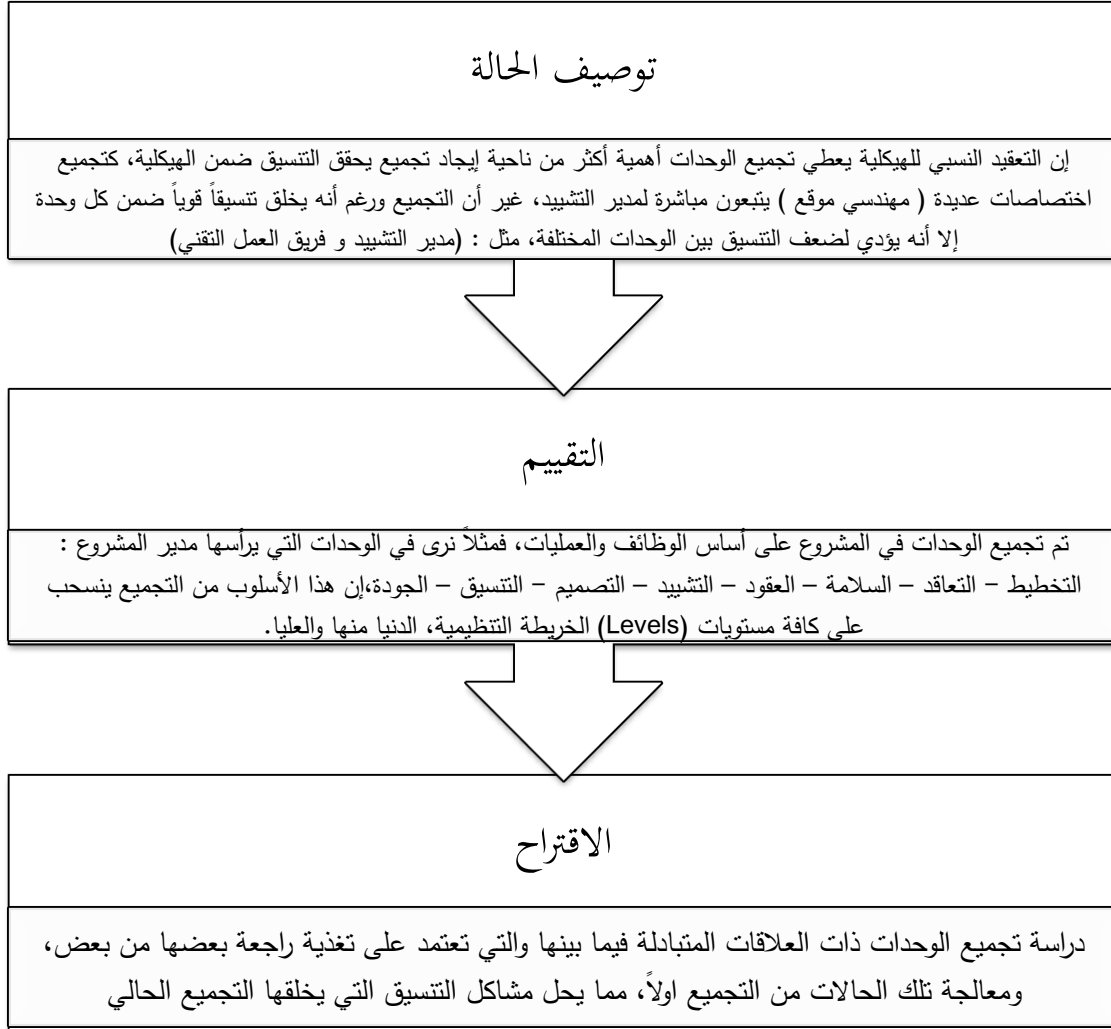 توصيف الحالة
إن التعقيد النسبي للهيكلية يعطي تجميع الوحدات أهمية أكثر من ناحية إيجاد تجميع يحقق التنسيق ضمن الهيكلية، كتجميع
اختصاصات عديدة ( مهندسي موقع ) يتبعون مباشرة لمدير التشييد، غير أن التجميع ورغم أنه يخلق تنسيقاً قوياً ضمن كل وحدة
إلا أنه يؤدي لضعف التنسيق بين الوحدات المختلفة، مثل : (مدير التشييد و فريق العمل التقني)
التقييم
تم تجميع الوحدات في المشروع على أساس الوظائف والعمليات، فمثلاً نرى في الوحدات التي يرأسها مدير المشروع :
التخطيط – التعاقد – السلامة – العقود – التشييد – التصميم – التنسيق – الجودة،إن هذا الأسلوب من التجميع ينسحب
على كافة مستويات (Levels) الخريطة التنظيمية، الدنيا منها والعليا.
الاقتراح
دراسة تجميع الوحدات ذات العلاقات المتبادلة فيما بينها والتي تعتمد على تغذية راجعة بعضها من بعض،
ومعالجة تلك الحالات من التجميع اولاً، مما يحل مشاكل التنسيق التي يخلقها التجميع الحالي